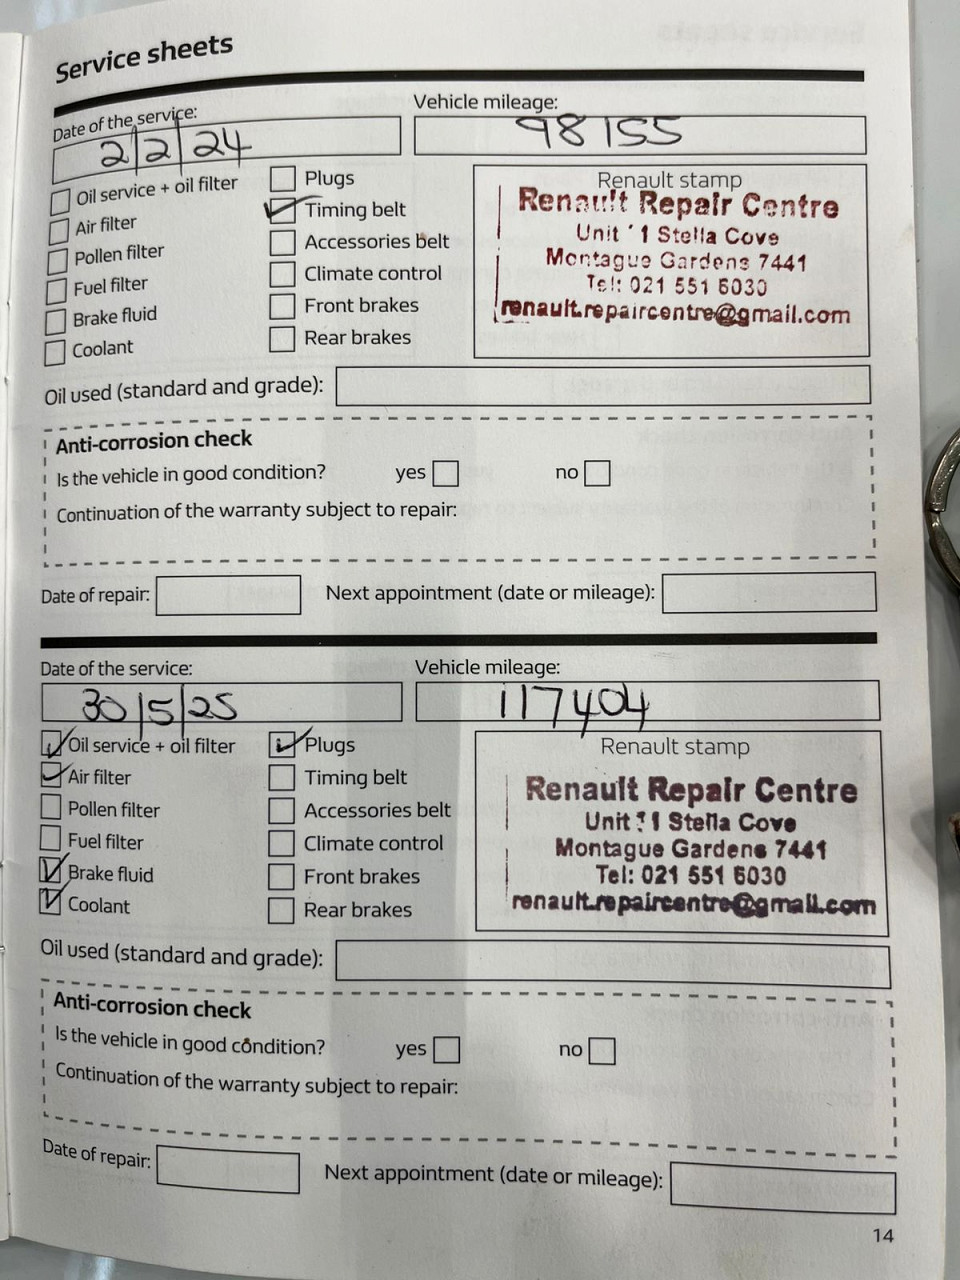 Service sheets
Date of the service:
2/2/24
Vehicle mileage:
98155
Oil service + oil filter
Air filter
Pollen filter
Fuel filter
Brake fluid
Coolant
Plugs
Timing belt
Accessories belt
Climate control
Front brakes
Rear brakes
Renault stamp
Renault Repair Centre
Unit 11 Stella Cove
Montague Gardens 7441
Tel: 021 551 6030
renault.repaircentre@gmail.com
Oil used (standard and grade):
Anti-corrosion check
Is the vehicle in good condition? yes no
Continuation of the warranty subject to repair:
Date of repair: Next appointment (date or mileage):
Date of the service:
30/5/25
Vehicle mileage:
117404
Oil service + oil filter
Air filter
Pollen filter
Fuel filter
Brake fluid
Coolant
Plugs
Timing belt
Accessories belt
Climate control
Front brakes
Rear brakes
Renault stamp
Renault Repair Centre
Unit 11 Stella Cove
Montague Gardens 7441
Tel: 021 551 6030
renault.repaircentre@gmail.com
Oil used (standard and grade):
Anti-corrosion check
Is the vehicle in good condition? yes no
Continuation of the warranty subject to repair:
Date of repair: Next appointment (date or mileage):
14